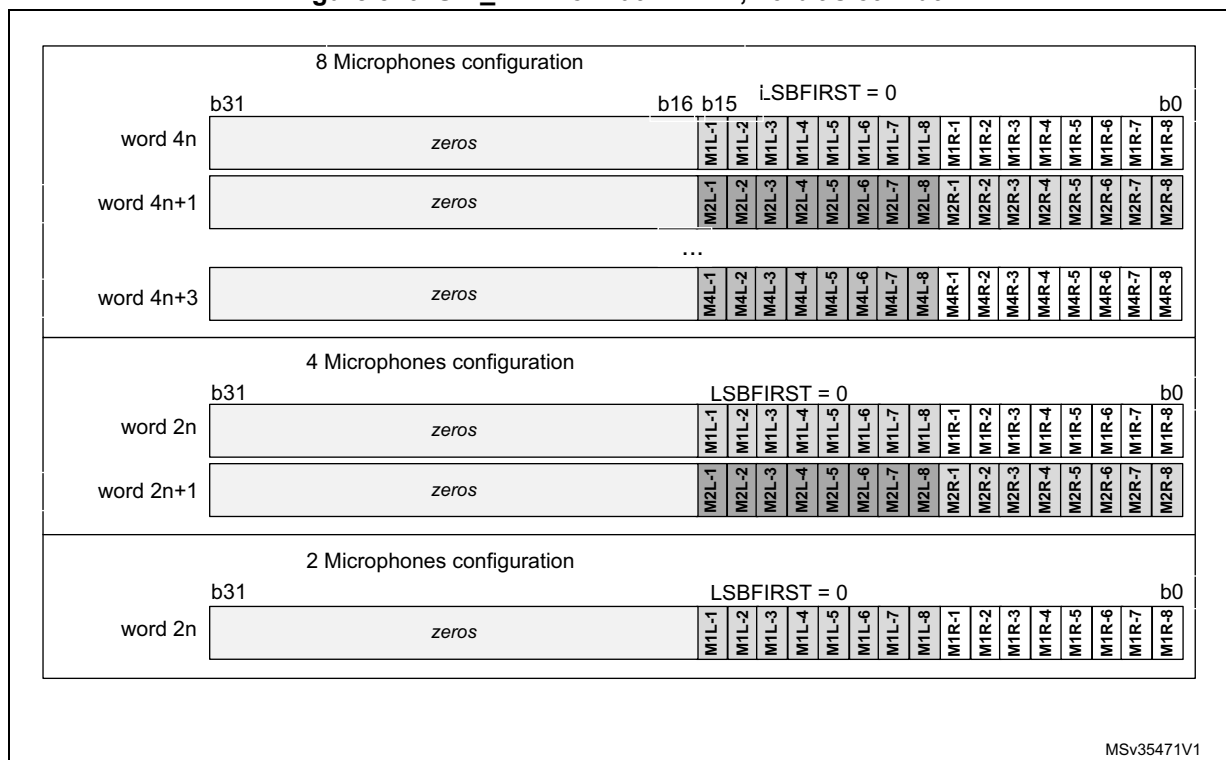 8 Microphones configuration
b31 b16 b15 LSBFIRST = 0 b0
word 4n zeros M1L-1 M1L-2 M1L-3 M1L-4 M1L-5 M1L-6 M1L-7 M1L-8 M1R-1 M1R-2 M1R-3 M1R-4 M1R-5 M1R-6 M1R-7 M1R-8
word 4n+1 zeros M2L-1 M2L-2 M2L-3 M2L-4 M2L-5 M2L-6 M2L-7 M2L-8 M2R-1 M2R-2 M2R-3 M2R-4 M2R-5 M2R-6 M2R-7 M2R-8
...
word 4n+3 zeros M4L-1 M4L-2 M4L-3 M4L-4 M4L-5 M4L-6 M4L-7 M4L-8 M4R-1 M4R-2 M4R-3 M4R-4 M4R-5 M4R-6 M4R-7 M4R-8
4 Microphones configuration
b31 LSBFIRST = 0 b0
word 2n zeros M1L-1 M1L-2 M1L-3 M1L-4 M1L-5 M1L-6 M1L-7 M1L-8 M1R-1 M1R-2 M1R-3 M1R-4 M1R-5 M1R-6 M1R-7 M1R-8
word 2n+1 zeros M2L-1 M2L-2 M2L-3 M2L-4 M2L-5 M2L-6 M2L-7 M2L-8 M2R-1 M2R-2 M2R-3 M2R-4 M2R-5 M2R-6 M2R-7 M2R-8
2 Microphones configuration
b31 LSBFIRST = 0 b0
word 2n zeros M1L-1 M1L-2 M1L-3 M1L-4 M1L-5 M1L-6 M1L-7 M1L-8 M1R-1 M1R-2 M1R-3 M1R-4 M1R-5 M1R-6 M1R-7 M1R-8
MSv35471V1